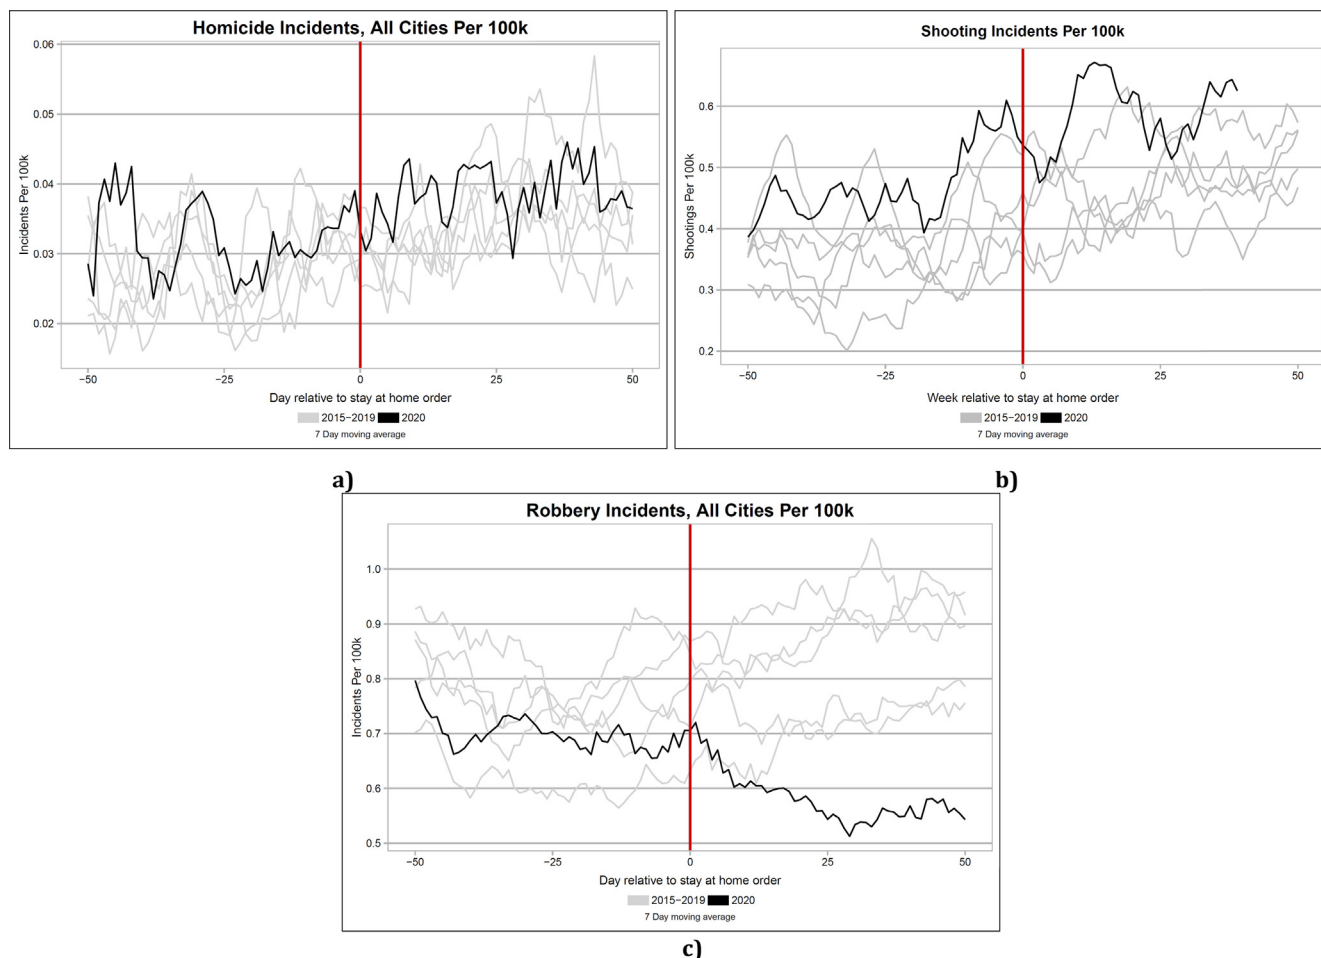 Homicide Incidents, All Cities Per 100k
0.06
0.05
0.04
0.03
0.02
Incidents Per 100k
−50
−25
0
25
50
Day relative to stay at home order
2015−2019 2020
7 Day moving average
a)
Shooting Incidents Per 100k
0.6
0.5
0.4
0.3
0.2
Shootings Per 100k
−50
−25
0
25
50
Week relative to stay at home order
2015−2019 2020
7 Day moving average
b)
Robbery Incidents, All Cities Per 100k
1.0
0.9
0.8
0.7
0.6
0.5
Incidents Per 100k
−50
−25
0
25
50
Day relative to stay at home order
2015−2019 2020
7 Day moving average
c)